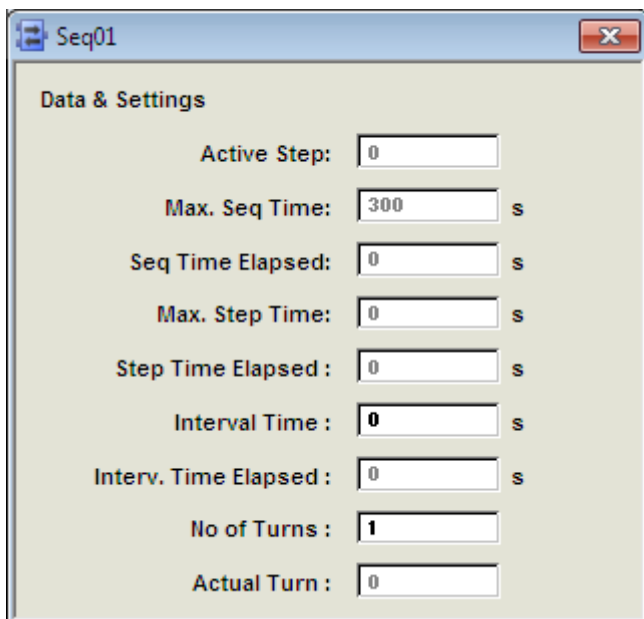 Seq01
Data & Settings
Active Step: 0
Max. Seq Time: 300 s
Seq Time Elapsed: 0 s
Max. Step Time: 0 s
Step Time Elapsed : 0 s
Interval Time : 0 s
Interv. Time Elapsed : 0 s
No of Turns : 1
Actual Turn : 0